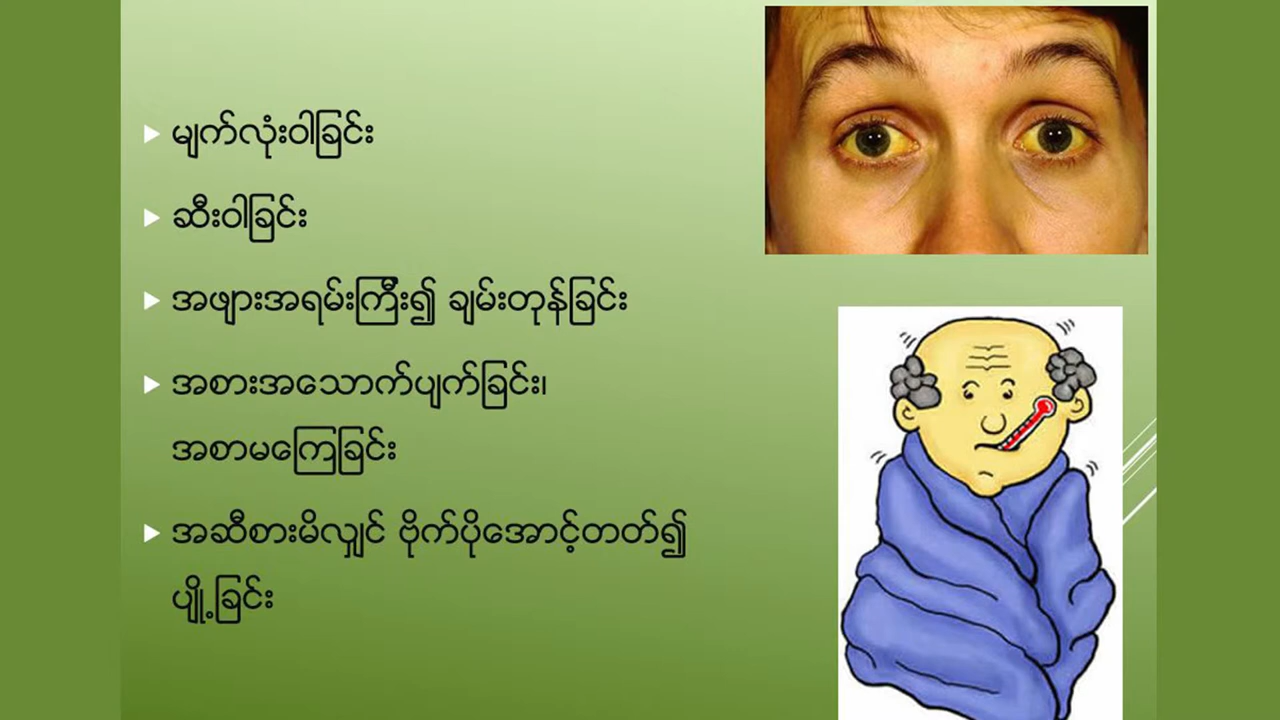 မျက်လုံးဝါခြင်း
ဆီးဝါခြင်း
အဖျားအရမ်းကြီး၍ ချမ်းတုန်ခြင်း
အစားအသောက်ပျက်ခြင်း၊
အစာမကြေခြင်း
အဆီစားမိလျှင် ဗိုက်ပိုအောင့်တတ်၍
ပျို့ခြင်း